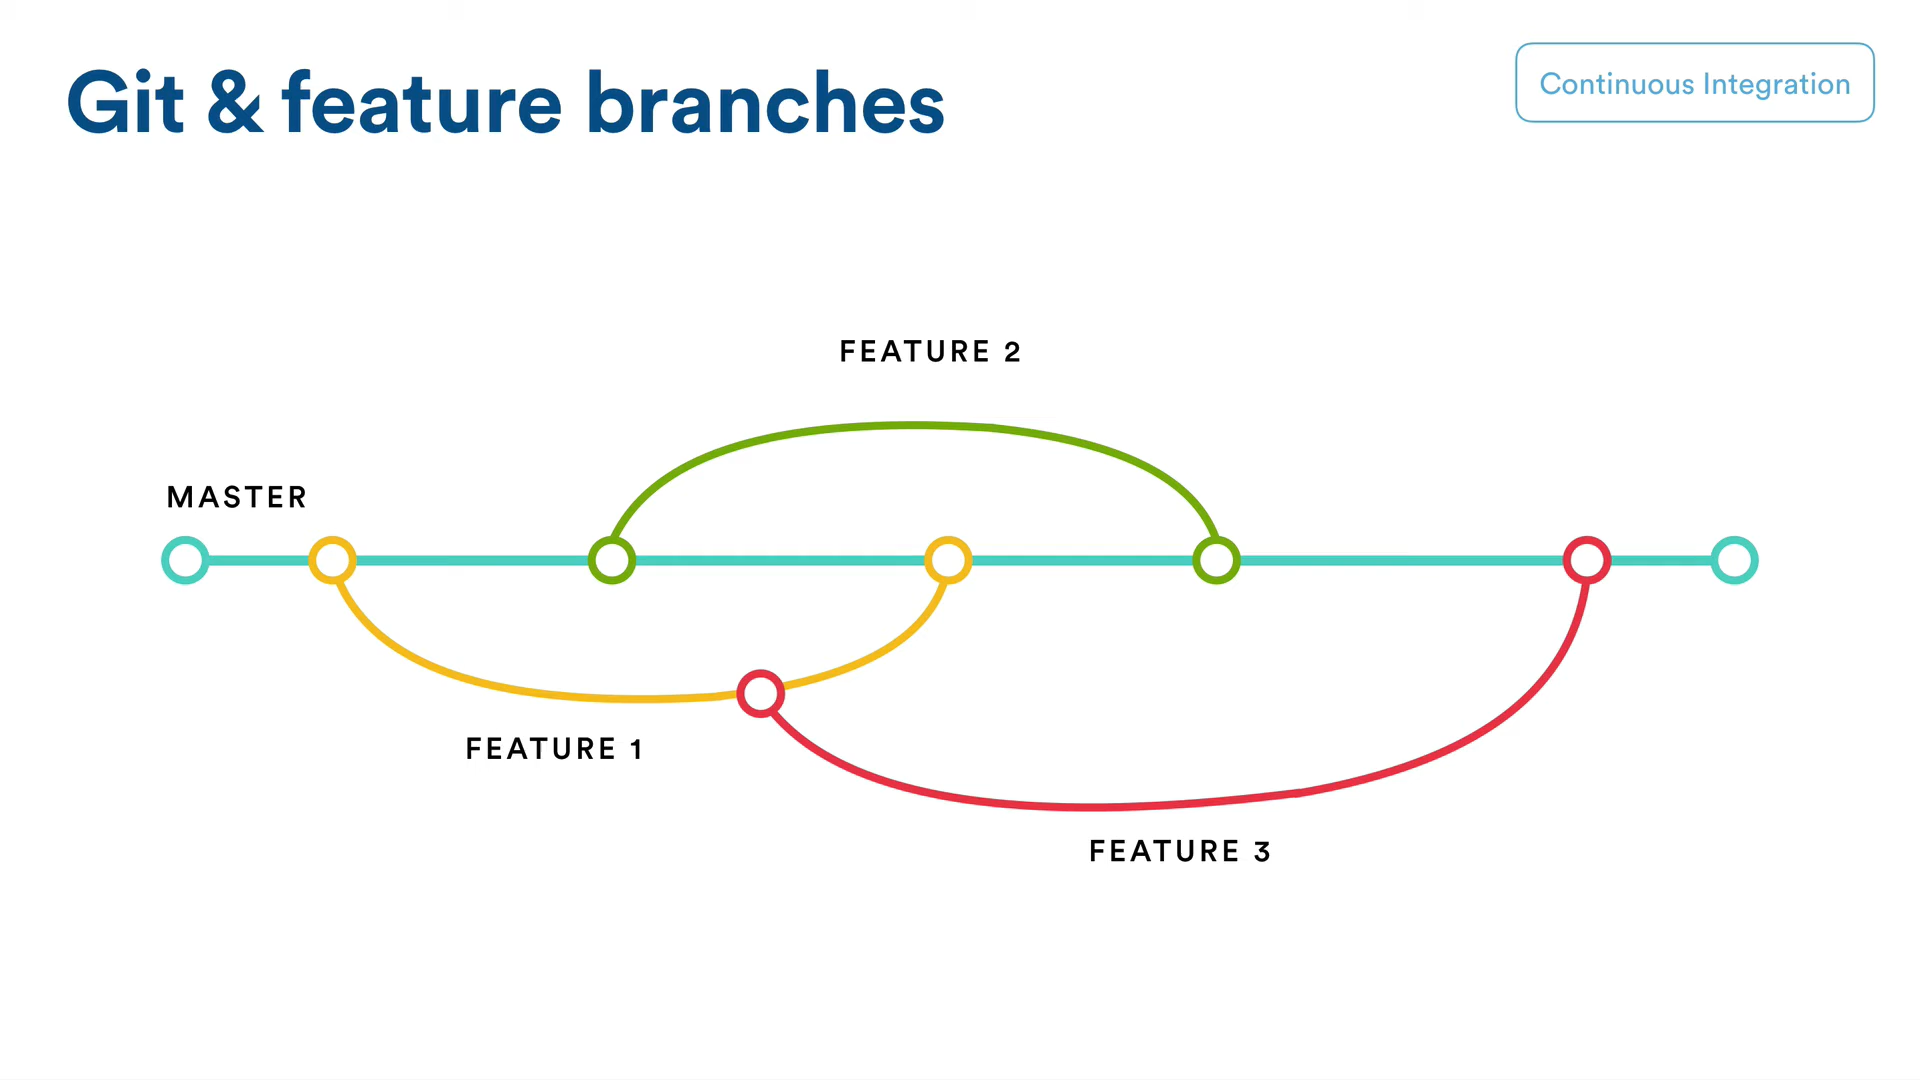 Git & feature branches
Continuous Integration
FEATURE 2
MASTER
FEATURE 1
FEATURE 3